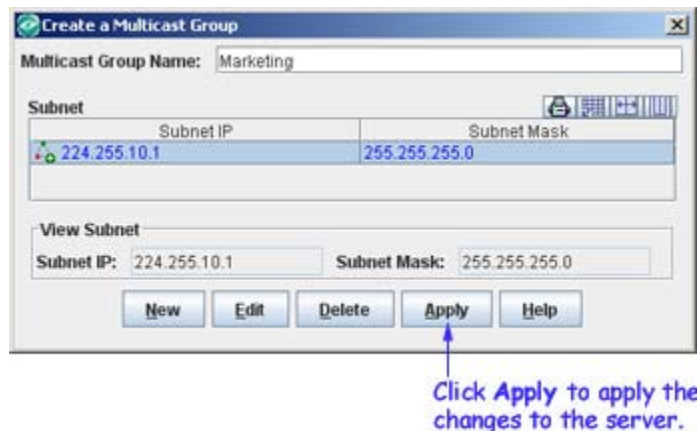 Create a Multicast Group
Multicast Group Name: Marketing
Subnet
Subnet IP Subnet Mask
224.255.10.1 255.255.255.0
View Subnet
Subnet IP: 224.255.10.1 Subnet Mask: 255.255.255.0
New Edit Delete Apply Help
Click Apply to apply the
changes to the server.